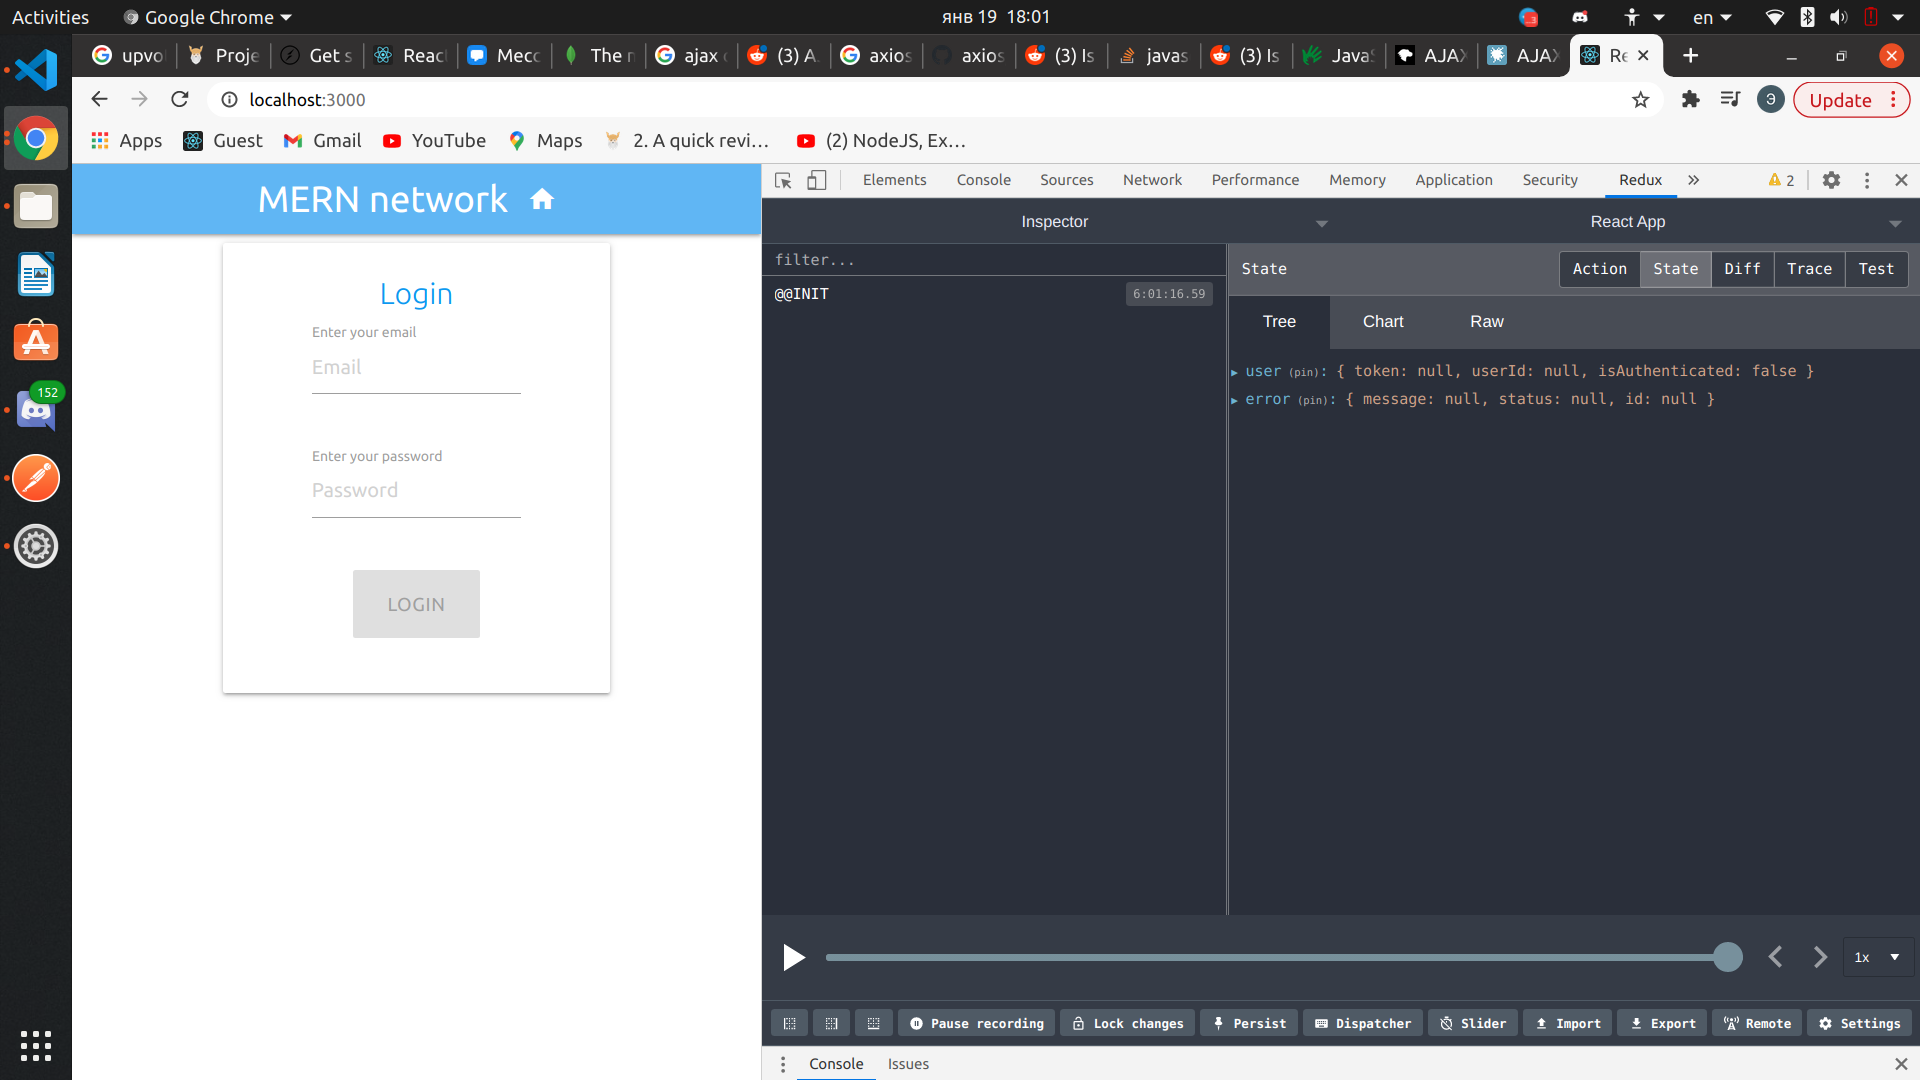 Activities Google Chrome янв 19 18:01 en
upvo Proje Get s React Mecc The n ajax (3) A. axios axios (3) Is javas (3) Is Java AJAX AJAX Re
localhost:3000 Э Update
Apps Guest Gmail YouTube Maps 2. A quick revi… (2) NodeJS, Ex…
MERN network
Elements Console Sources Network Performance Memory Application Security Redux 2
Inspector React App
filter...
State Action State Diff Trace Test
@@INIT 6:01:16.59
Tree Chart Raw
user (pin): { token: null, userId: null, isAuthenticated: false }
error (pin): { message: null, status: null, id: null }
Login
Enter your email
Email
Enter your password
Password
LOGIN
152
1x
Pause recording Lock changes Persist Dispatcher Slider Import Export Remote Settings
Console Issues